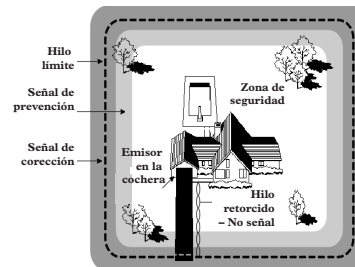 Hilo
límite
Señal de
prevención
Señal de
corección
Zona de
seguridad
Emisor
en la
cochera
Hilo
retorcido
– No señal